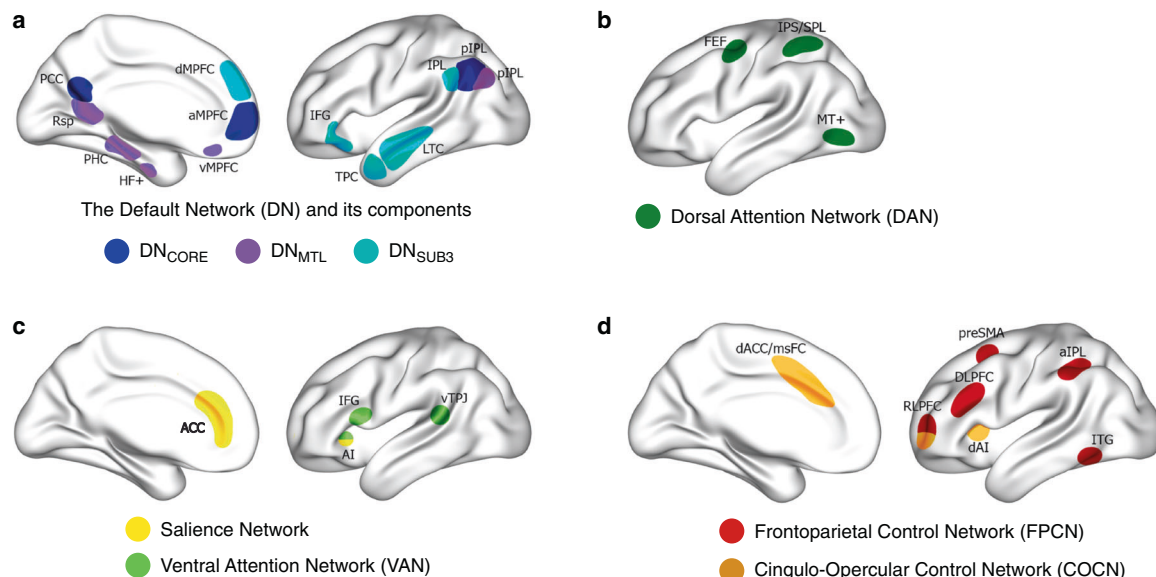 a
PCC
dMPFC
aMPFC
Rsp
PHC
HF+
vMPFC
pIPL
IPL
pIPL
IFG
LTC
TPC
The Default Network (DN) and its components
DNCORE DNMTL DNSUB3
b
FEF
IPS/SPL
MT+
Dorsal Attention Network (DAN)
c
ACC
IFG
vTPJ
AI
Salience Network
Ventral Attention Network (VAN)
d
dACC/msFC
preSMA
aIPL
DLPFC
RLPFC
dAI
ITG
Frontoparietal Control Network (FPCN)
Cingulo-Opercular Control Network (COCN)